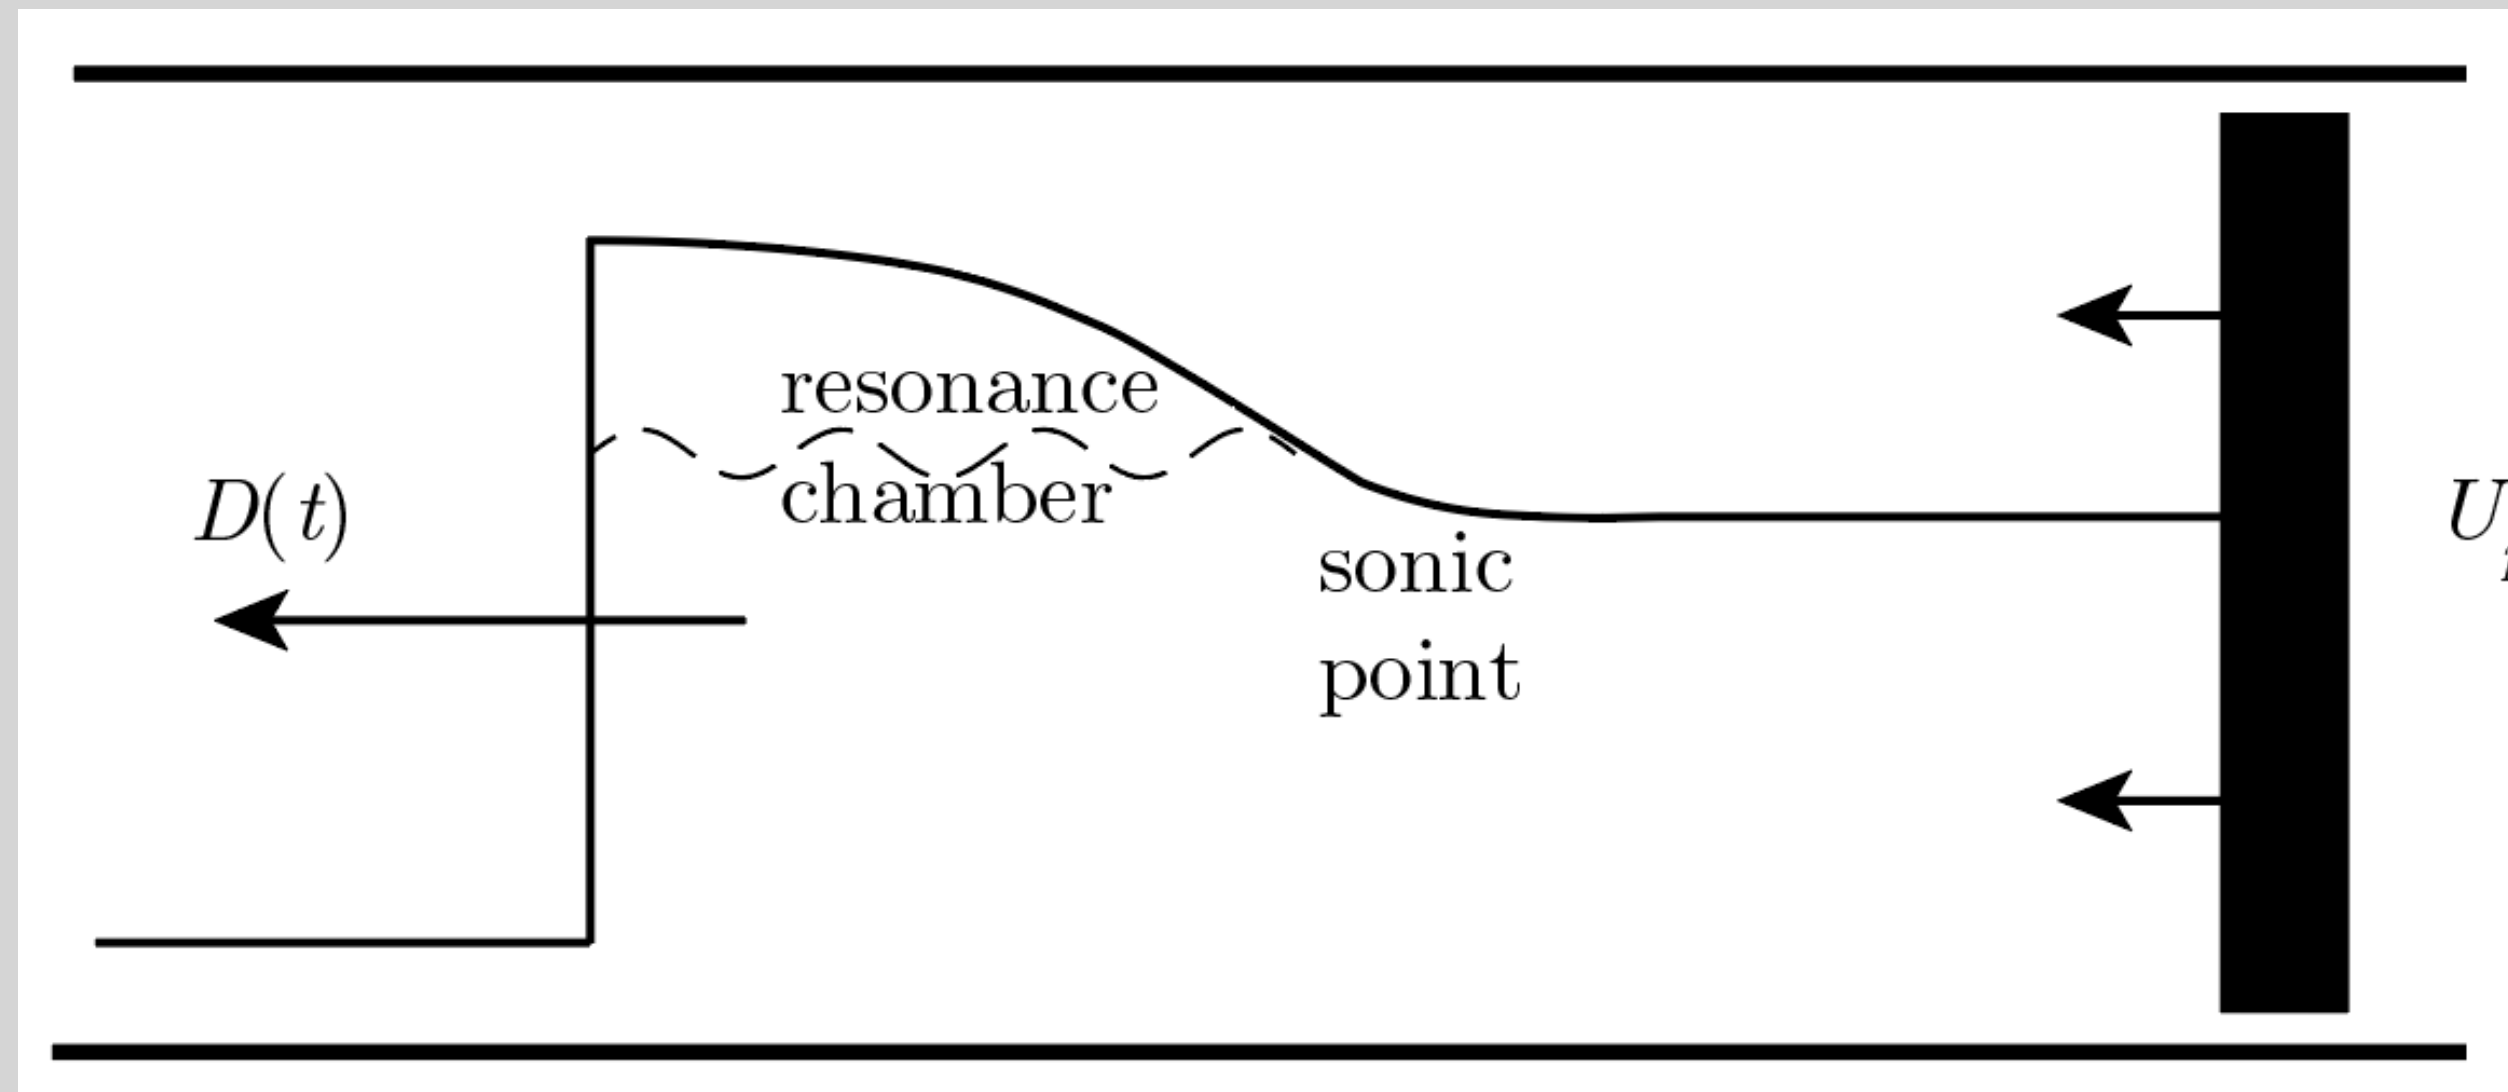 resonance
chamber
D(t)
sonic
point
U